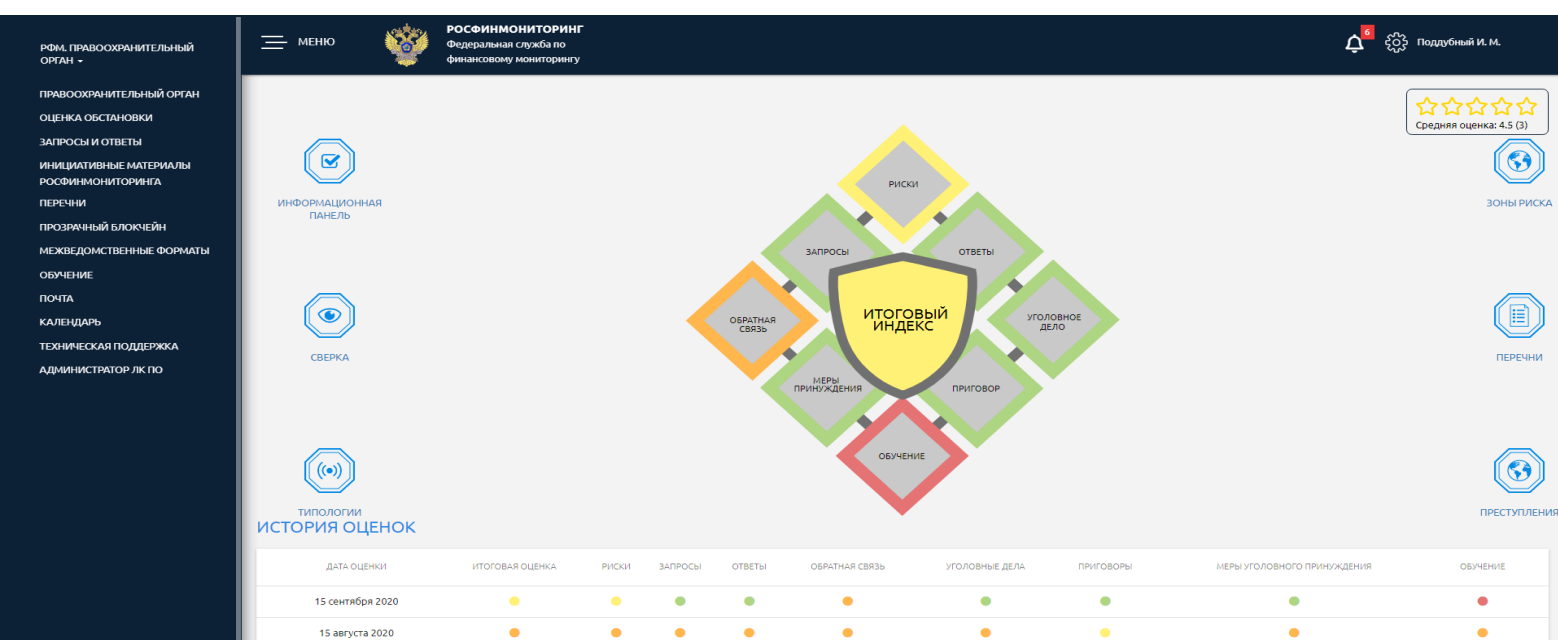 РФМ. ПРАВООХРАНИТЕЛЬНЫЙ
ОРГАН
ПРАВООХРАНИТЕЛЬНЫЙ ОРГАН
ОЦЕНКА ОБСТАНОВКИ
ЗАПРОСЫ И ОТВЕТЫ
ИНИЦИАТИВНЫЕ МАТЕРИАЛЫ
РОСФИНМОНИТОРИНГА
ПЕРЕЧНИ
ПРОЗРАЧНЫЙ БЛОКЧЕЙН
МЕЖВЕДОМСТВЕННЫЕ ФОРМАТЫ
ОБУЧЕНИЕ
ПОЧТА
КАЛЕНДАРЬ
ТЕХНИЧЕСКАЯ ПОДДЕРЖКА
АДМИНИСТРАТОР ЛК ПО
МЕНЮ
РОСФИНМОНИТОРИНГ
Федеральная служба по
финансовому мониторингу
6
Поддубный И. М.
Средняя оценка: 4.5 (3)
ИНФОРМАЦИОННАЯ
ПАНЕЛЬ
СВЕРКА
ТИПОЛОГИИ
РИСКИ
ЗАПРОСЫ
ОТВЕТЫ
ОБРАТНАЯ
СВЯЗЬ
ИТОГОВЫЙ
ИНДЕКС
УГОЛОВНОЕ
ДЕЛО
МЕРЫ
ПРИНУЖДЕНИЯ
ПРИГОВОР
ОБУЧЕНИЕ
ЗОНЫ РИСКА
ПЕРЕЧНИ
ПРЕСТУПЛЕНИЯ
ИСТОРИЯ ОЦЕНОК
ДАТА ОЦЕНКИ ИТОГОВАЯ ОЦЕНКА РИСКИ ЗАПРОСЫ ОТВЕТЫ ОБРАТНАЯ СВЯЗЬ УГОЛОВНЫЕ ДЕЛА ПРИГОВОРЫ МЕРЫ УГОЛОВНОГО ПРИНУЖДЕНИЯ ОБУЧЕНИЕ
15 сентября 2020
15 августа 2020